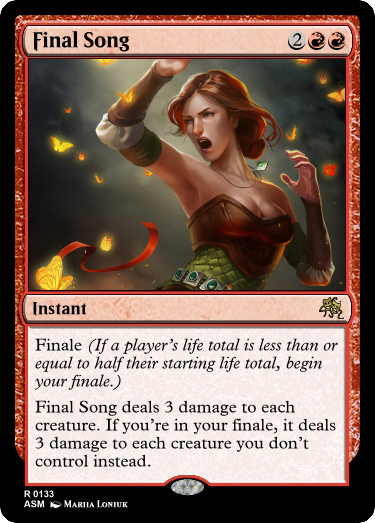 Final Song 2
Instant
Finale (If a player's life total is less than or
equal to half their starting life total, begin
your finale.)
Final Song deals 3 damage to each
creature. If you're in your finale, it deals
3 damage to each creature you don't
control instead.
R 0133
ASM Mariia Loniuk